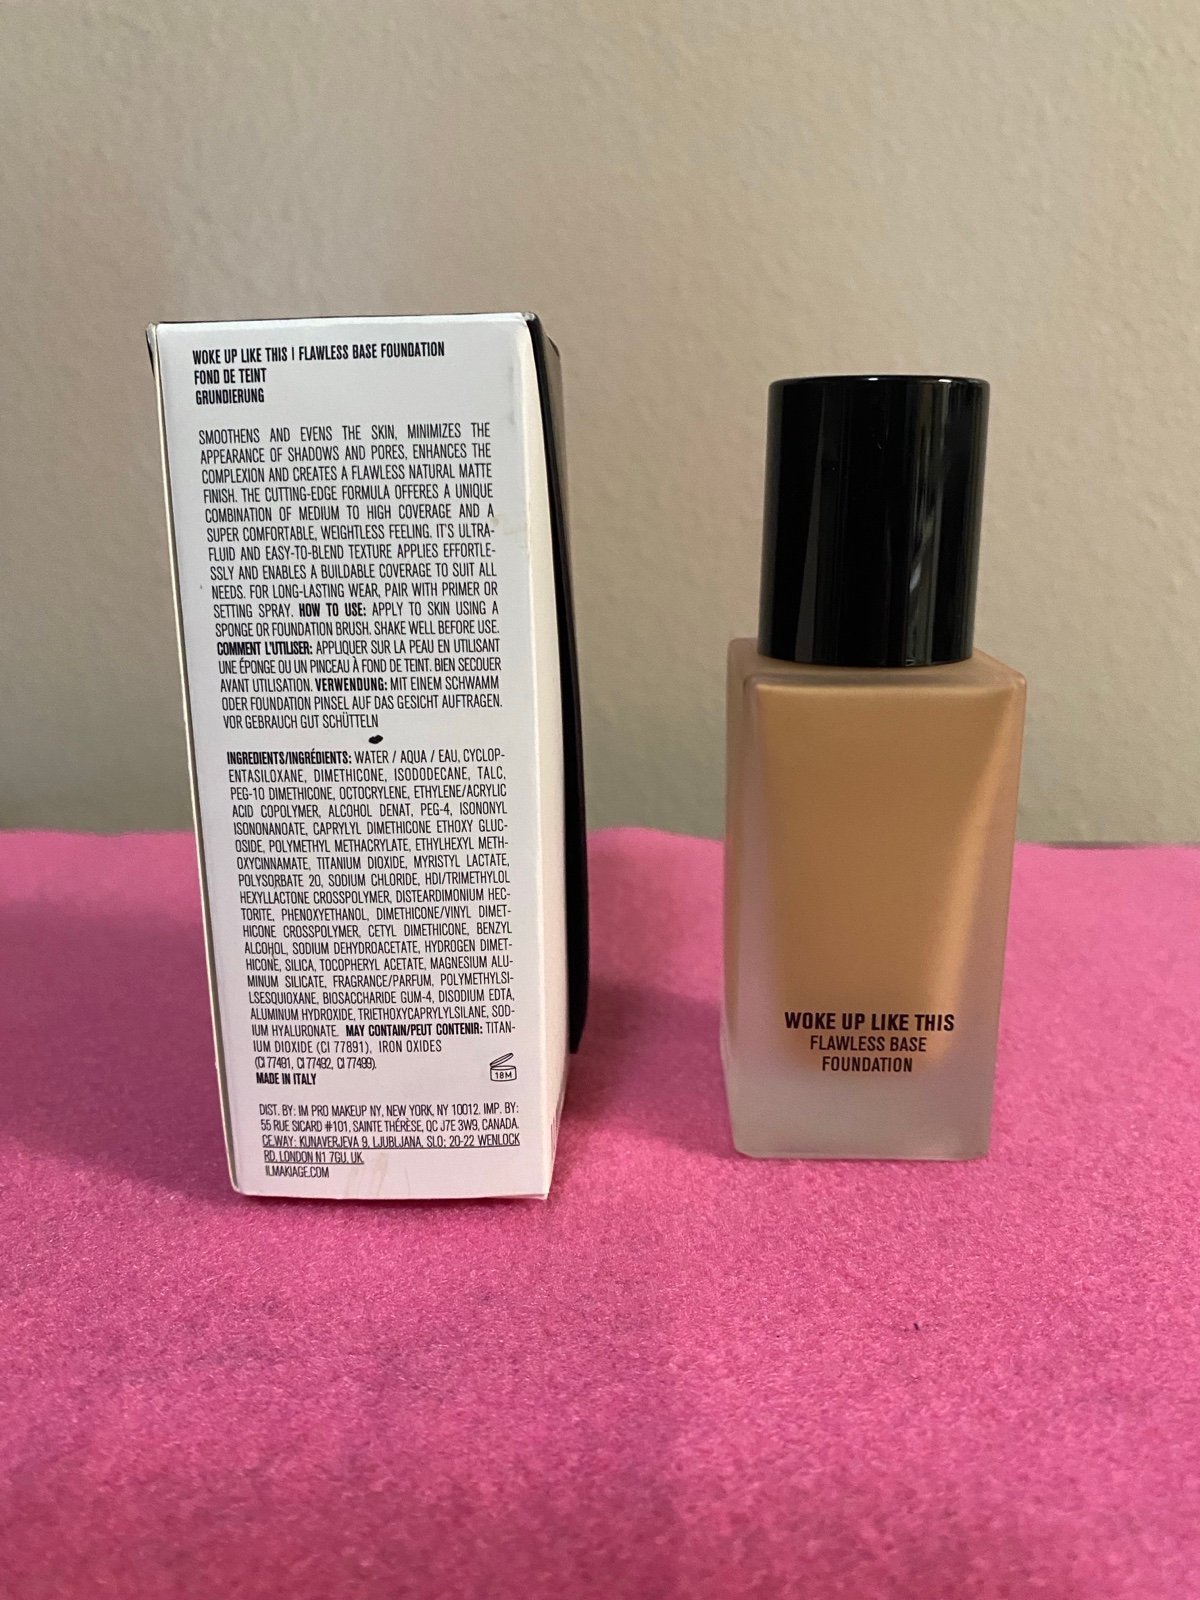 WOKE UP LIKE THIS | FLAWLESS BASE FOUNDATION
FOND DE TEINT
GRUNDIERUNG
SMOOTHENS AND EVENS THE SKIN, MINIMIZES THE
APPEARANCE OF SHADOWS AND PORES, ENHANCES THE
COMPLEXION AND CREATES A FLAWLESS NATURAL MATTE
FINISH. THE CUTTING-EDGE FORMULA OFFERES A UNIQUE
COMBINATION OF MEDIUM TO HIGH COVERAGE AND A
SUPER COMFORTABLE, WEIGHTLESS FEELING. IT'S ULTRA-
FLUID AND EASY-TO-BLEND TEXTURE APPLIES EFFORTLE-
SSLY AND ENABLES A BUILDABLE COVERAGE TO SUIT ALL
NEEDS. FOR LONG-LASTING WEAR, PAIR WITH PRIMER OR
SETTING SPRAY. HOW TO USE: APPLY TO SKIN USING A
SPONGE OR FOUNDATION BRUSH. SHAKE WELL BEFORE USE.
COMMENT L'UTILISER: APPLIQUER SUR LA PEAU EN UTILISANT
UNE ÉPONGE OU UN PINCEAU À FOND DE TEINT. BIEN SECOUER
AVANT UTILISATION. VERWENDUNG: MIT EINEM SCHWAMM
ODER FOUNDATION PINSEL AUF DAS GESICHT AUFTRAGEN.
VOR GEBRAUCH GUT SCHÜTTELN
INGREDIENTS/INGRÉDIENTS: WATER / AQUA / EAU, CYCLOP-
ENTASILOXANE, DIMETHICONE, ISODODECANE, TALC,
PEG-10 DIMETHICONE, OCTOCRYLENE, ETHYLENE/ACRYLIC
ACID COPOLYMER, ALCOHOL DENAT, PEG-4, ISONONYL
ISONONANOATE, CAPRYLYL DIMETHICONE ETHOXY GLUC-
OSIDE, POLYMETHYL METHACRYLATE, ETHYLHEXYL METH-
OXYCINNAMATE, TITANIUM DIOXIDE, MYRISTYL LACTATE,
POLYSORBATE 20, SODIUM CHLORIDE, HDI/TRIMETHYLOL
HEXYLLACTONE CROSSPOLYMER, DISTEARDIMONIUM HEC-
TORITE, PHENOXYETHANOL, DIMETHICONE/VINYL DIMET-
HICONE CROSSPOLYMER, CETYL DIMETHICONE, BENZYL
ALCOHOL, SODIUM DEHYDROACETATE, HYDROGEN DIMET-
HICONE, SILICA, TOCOPHERYL ACETATE, MAGNESIUM ALU-
MINUM SILICATE, FRAGRANCE/PARFUM, POLYMETHYLSI-
LSESQUIOXANE, BIOSACCHARIDE GUM-4, DISODIUM EDTA,
ALUMINUM HYDROXIDE, TRIETHOXYCAPRYLYLSILANE, SOD-
IUM HYALURONATE. MAY CONTAIN/PEUT CONTENIR: TITAN-
IUM DIOXIDE (CI 77891), IRON OXIDES
(CI 77491, CI 77492, CI 77499).
MADE IN ITALY
18M
DIST. BY: IM PRO MAKEUP NY, NEW YORK, NY 10012. IMP. BY:
55 RUE SICARD #101, SAINTE THÉRÈSE, QC J7E 3W9, CANADA.
CE.WAY: KUNAVERJEVA 9, LJUBLJANA, SLO; 20-22 WENLOCK
RD, LONDON N1 7GU, UK.
ILMAKIAGE.COM
WOKE UP LIKE THIS
FLAWLESS BASE
FOUNDATION